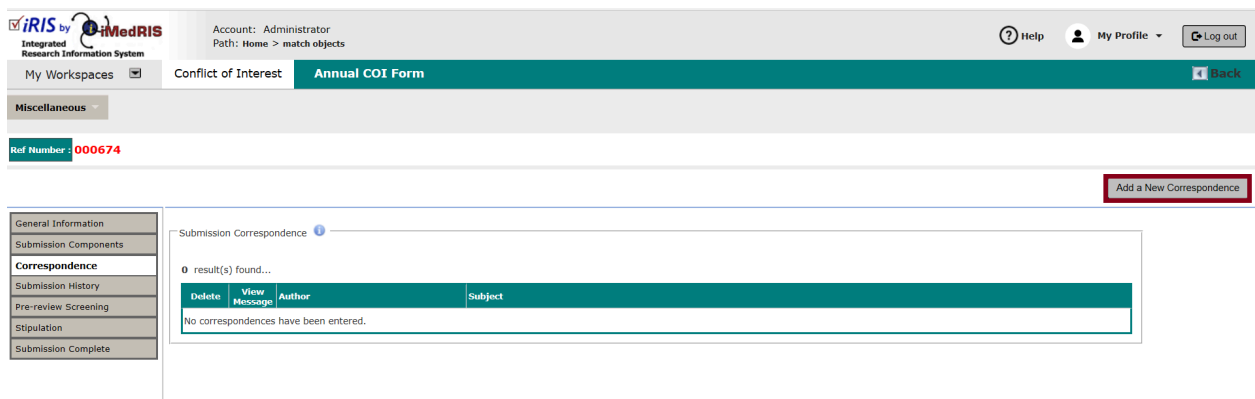 iRIS by iMedRIS
Integrated
Research Information System
Account: Administrator
Path: Home > match objects
? Help
My Profile
Log out
My Workspaces
Conflict of Interest
Annual COI Form
Back
Miscellaneous
Ref Number : 000674
Add a New Correspondence
General Information
Submission Components
Correspondence
Submission History
Pre-review Screening
Stipulation
Submission Complete
Submission Correspondence i
0 result(s) found...
Delete
View
Message
Author
Subject
No correspondences have been entered.